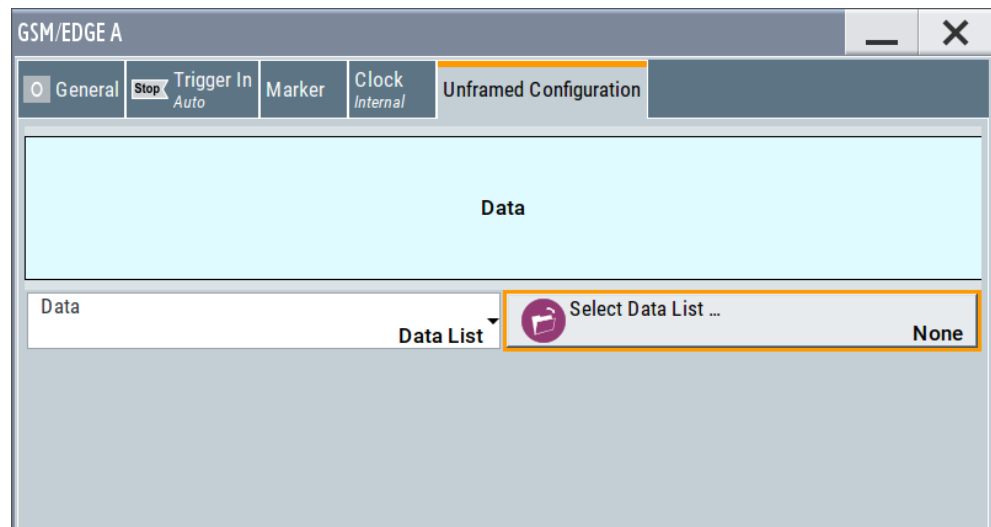 GSM/EDGE A
O General Stop Trigger In Marker Clock Unframed Configuration
Auto Internal
Data
Data Select Data List ...
Data List None